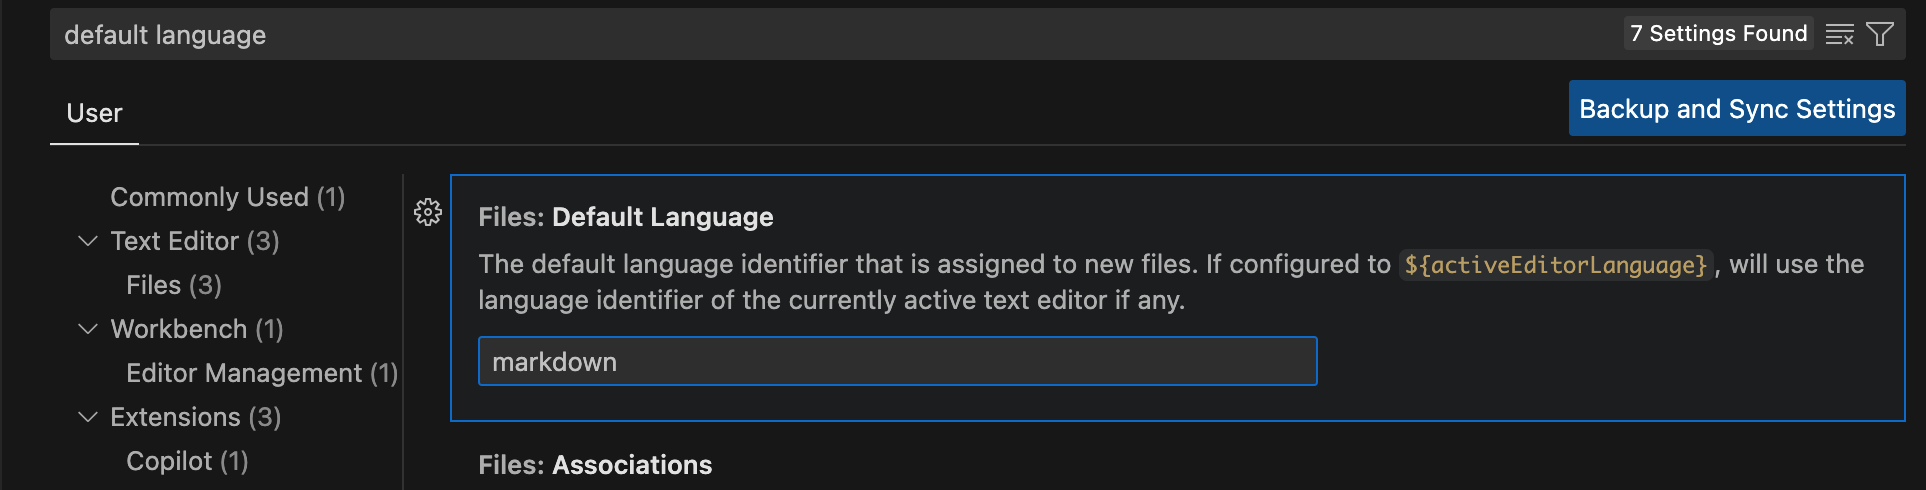 default language
7 Settings Found
User
Backup and Sync Settings
Commonly Used (1)
Text Editor (3)
Files (3)
Workbench (1)
Editor Management (1)
Extensions (3)
Copilot (1)
Files: Default Language
The default language identifier that is assigned to new files. If configured to ${activeEditorLanguage}, will use the
language identifier of the currently active text editor if any.
markdown
Files: Associations